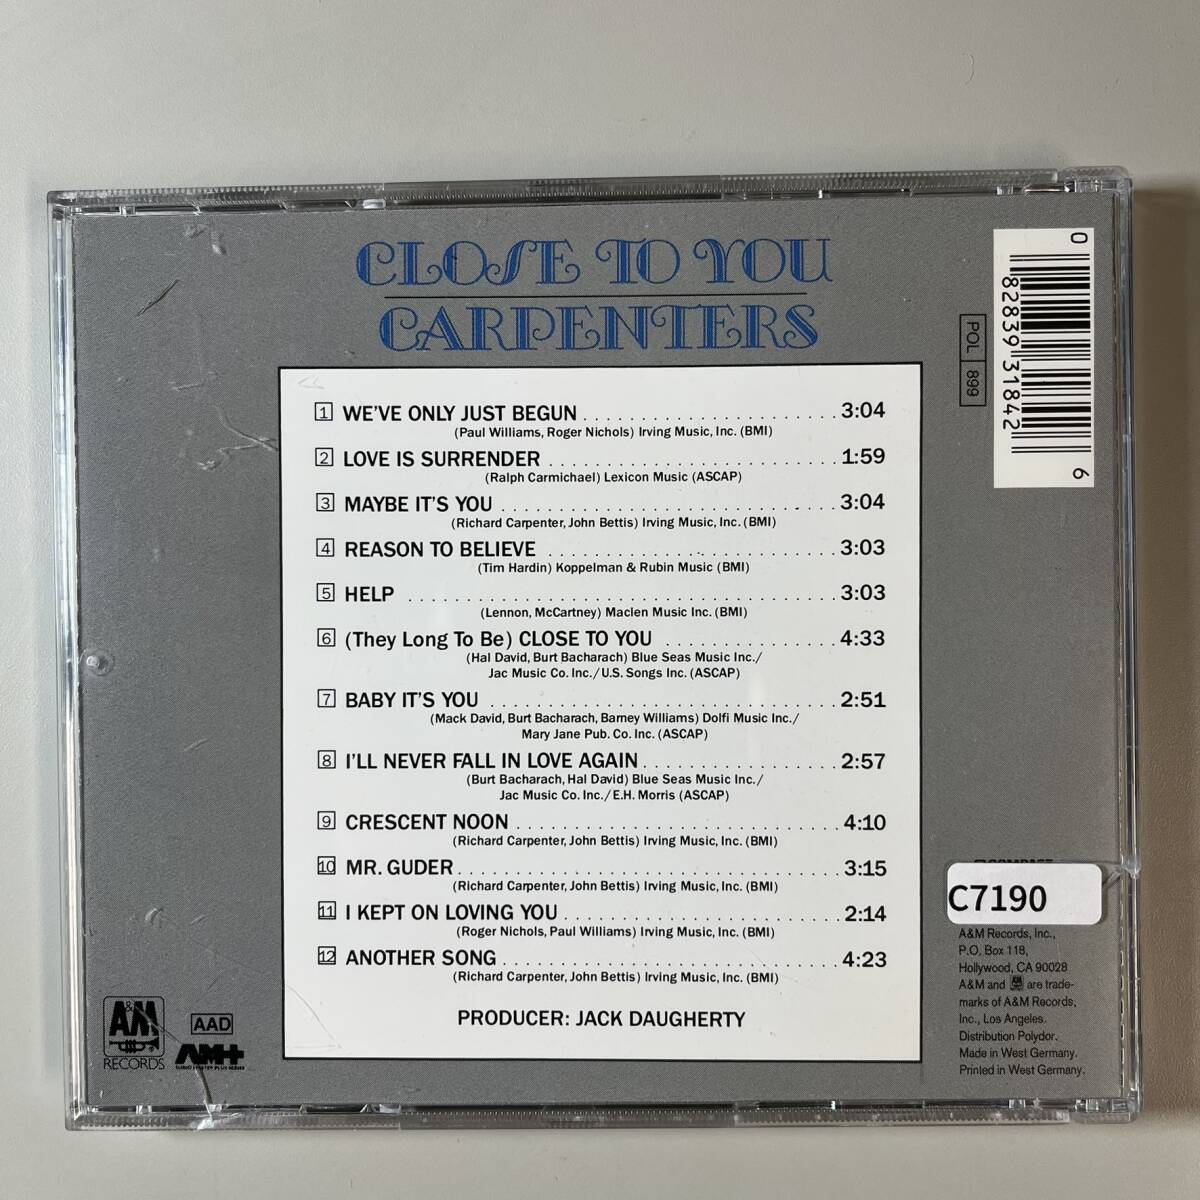 CLOSE TO YOU
CARPENTERS
1 WE'VE ONLY JUST BEGUN 3:04
(Paul Williams, Roger Nichols) Irving Music, Inc. (BMI)
2 LOVE IS SURRENDER 1:59
(Ralph Carmichael) Lexicon Music (ASCAP)
3 MAYBE IT'S YOU 3:04
(Richard Carpenter, John Bettis) Irving Music, Inc. (BMI)
4 REASON TO BELIEVE 3:03
(Tim Hardin) Koppelman & Rubin Music (BMI)
5 HELP 3:03
(Lennon, McCartney) Maclen Music Inc. (BMI)
6 (They Long To Be) CLOSE TO YOU 4:33
(Hal David, Burt Bacharach) Blue Seas Music Inc./
Jac Music Co. Inc./U.S. Songs Inc. (ASCAP)
7 BABY IT'S YOU 2:51
(Mack David, Burt Bacharach, Barney Williams) Dolfi Music Inc./
Mary Jane Pub. Co. Inc. (ASCAP)
8 I'LL NEVER FALL IN LOVE AGAIN 2:57
(Burt Bacharach, Hal David) Blue Seas Music Inc./
Jac Music Co. Inc./E.H. Morris (ASCAP)
9 CRESCENT NOON 4:10
(Richard Carpenter, John Bettis) Irving Music, Inc. (BMI)
10 MR. GUDER 3:15
(Richard Carpenter, John Bettis) Irving Music, Inc. (BMI)
11 I KEPT ON LOVING YOU 2:14
(Roger Nichols, Paul Williams) Irving Music, Inc. (BMI)
12 ANOTHER SONG 4:23
(Richard Carpenter, John Bettis) Irving Music, Inc. (BMI)
PRODUCER: JACK DAUGHERTY
A&M
RECORDS
AAD
AM+
AUDIO MASTER PLUS SERIES
0 82839 31842 6
POL 899
C7190
A&M Records, Inc.,
P.O. Box 118,
Hollywood, CA 90028
A&M and A&M are trade-
marks of A&M Records,
Inc., Los Angeles.
Distribution Polydor.
Made in West Germany.
Printed in West Germany.